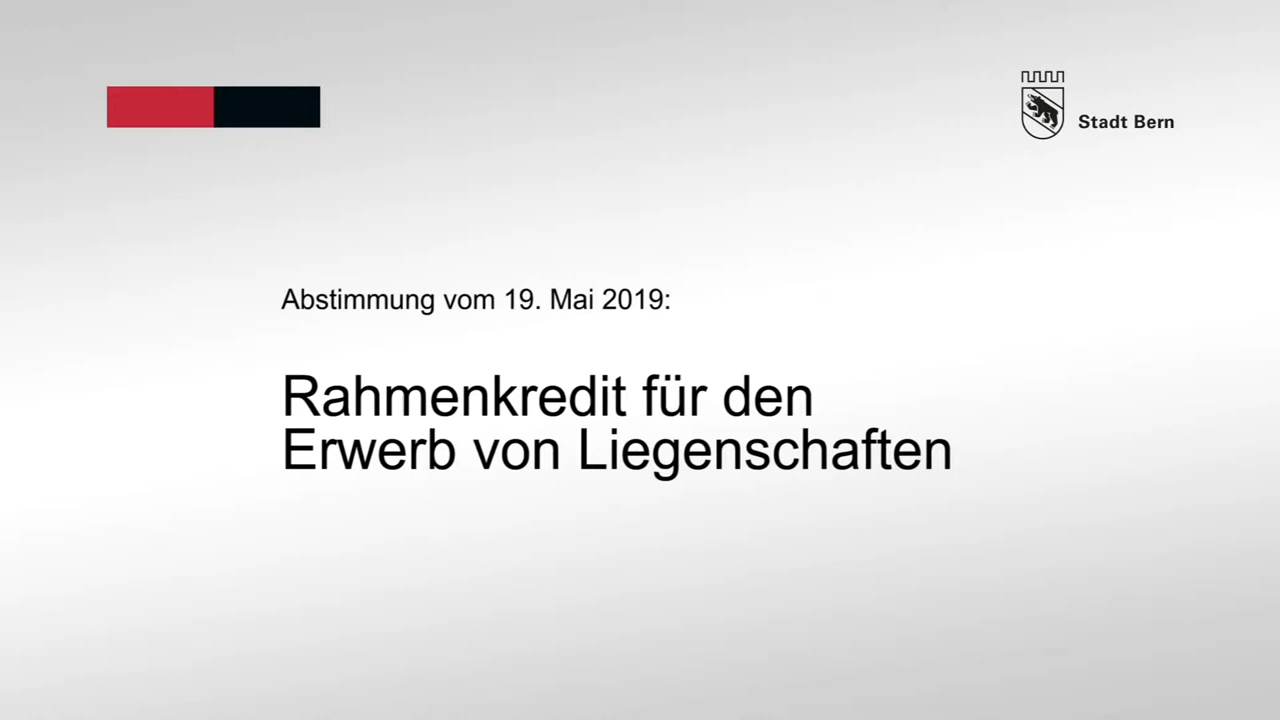 Stadt Bern
Abstimmung vom 19. Mai 2019:
Rahmenkredit für den
Erwerb von Liegenschaften